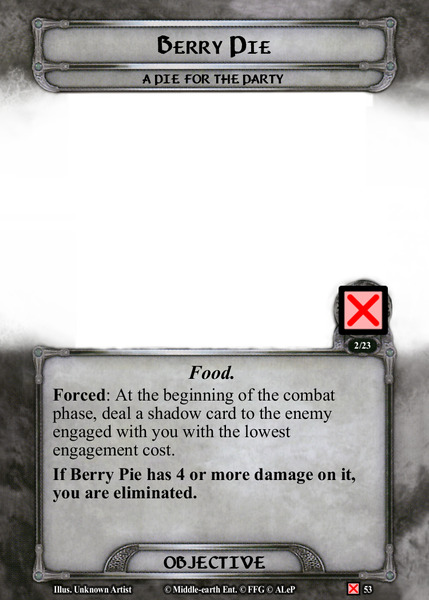 Berry Pie
A Pie for the Party
2/23
Food.
Forced: At the beginning of the combat
phase, deal a shadow card to the enemy
engaged with you with the lowest
engagement cost.
If Berry Pie has 4 or more damage on it,
you are eliminated.
OBJECTIVE
Illus. Unknown Artist © Middle-earth Ent. © FFG © ALeP 53